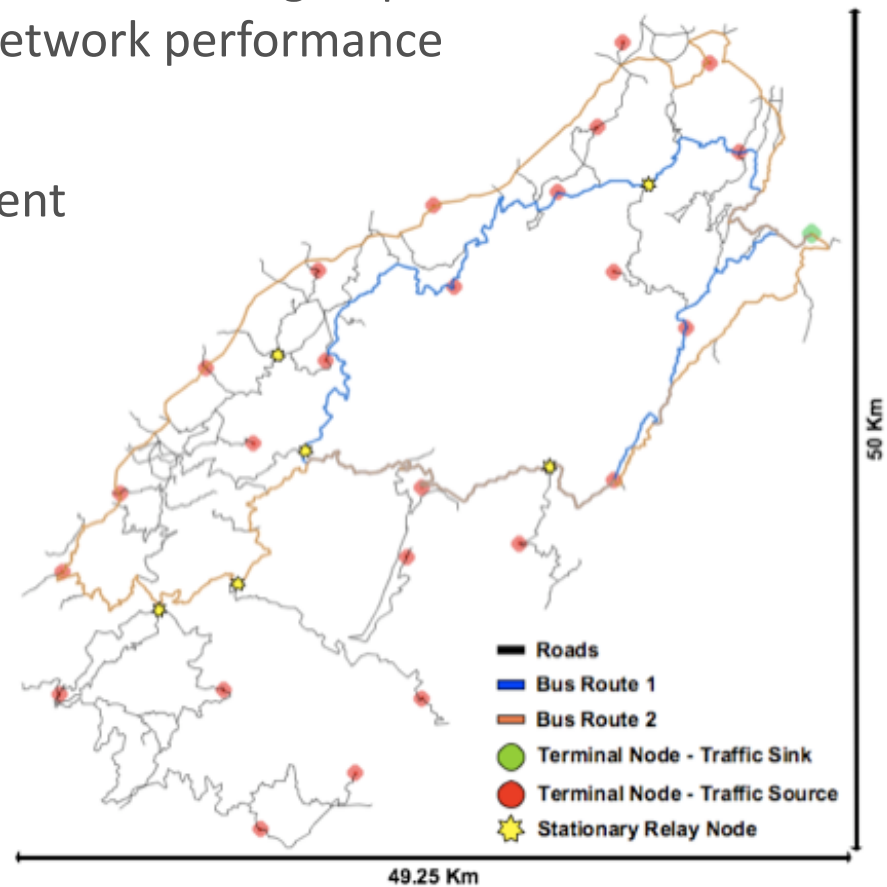 etwork performance
ent
50 Km
Roads
Bus Route 1
Bus Route 2
Terminal Node - Traffic Sink
Terminal Node - Traffic Source
Stationary Relay Node
49.25 Km